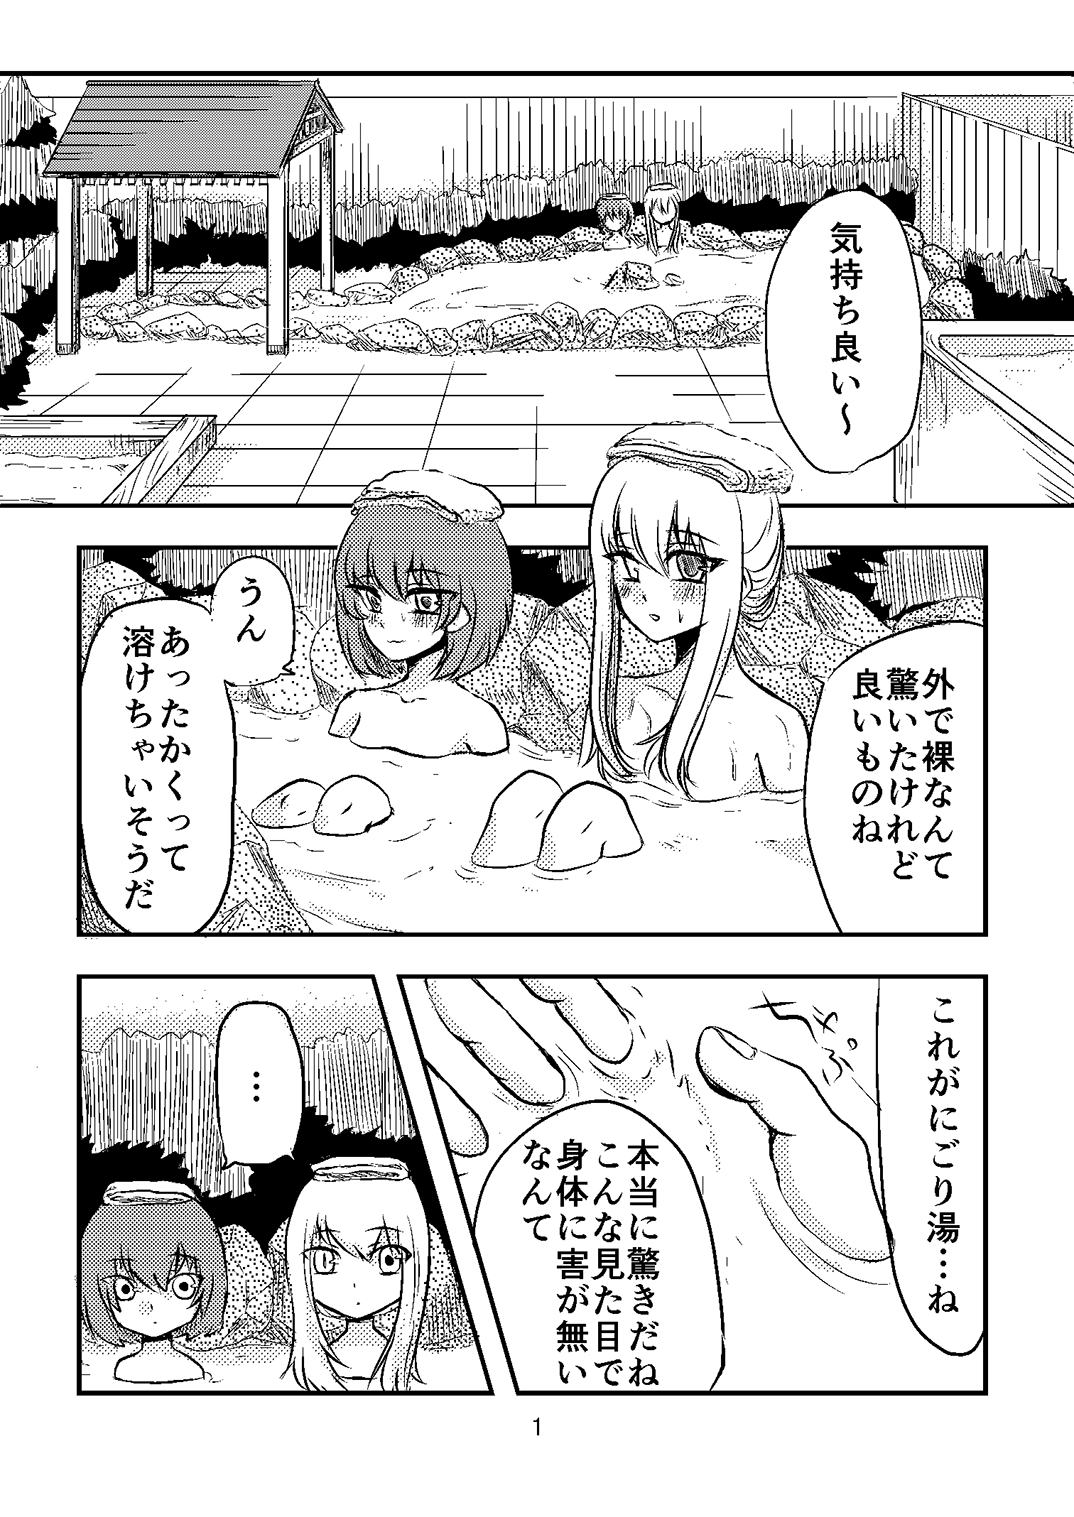 気持ち良い～
外で裸なんて
驚いたけれど
良いものね
うん
あったかくって
溶けちゃいそうだ
これがにごり湯…ね
本当に驚きだね
こんな見た目で
身体に害が無い
なんて
…
1